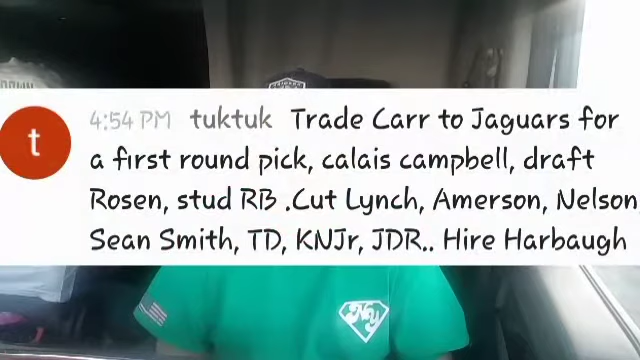 t
4:54 PM tuktuk Trade Carr to Jaguars for
a first round pick, calais campbell, draft
Rosen, stud RB .Cut Lynch, Amerson, Nelson
Sean Smith, TD, KNJr, JDR.. Hire Harbaugh
NY